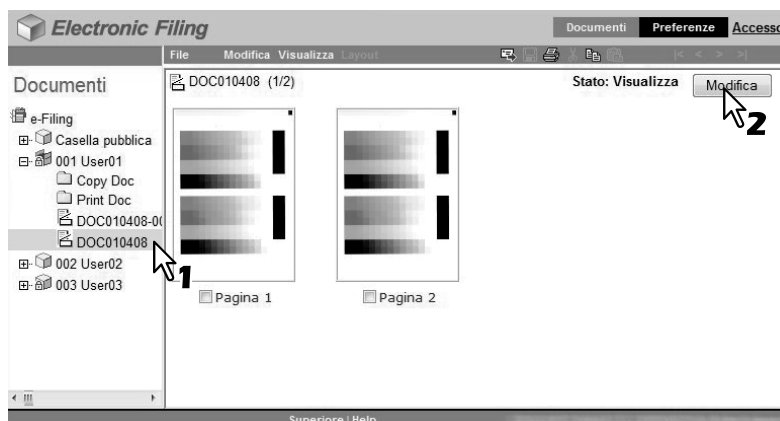 Electronic Filing
Documenti Preferenze Accesso
File Modifica Visualizza Layout
Documenti
DOC010408 (1/2)
Stato: Visualizza
Modifica
2
e-Filing
Casella pubblica
001 User01
Copy Doc
Print Doc
DOC010408-00
DOC010408
1
002 User02
003 User03
Pagina 1
Pagina 2
Superiore | Help